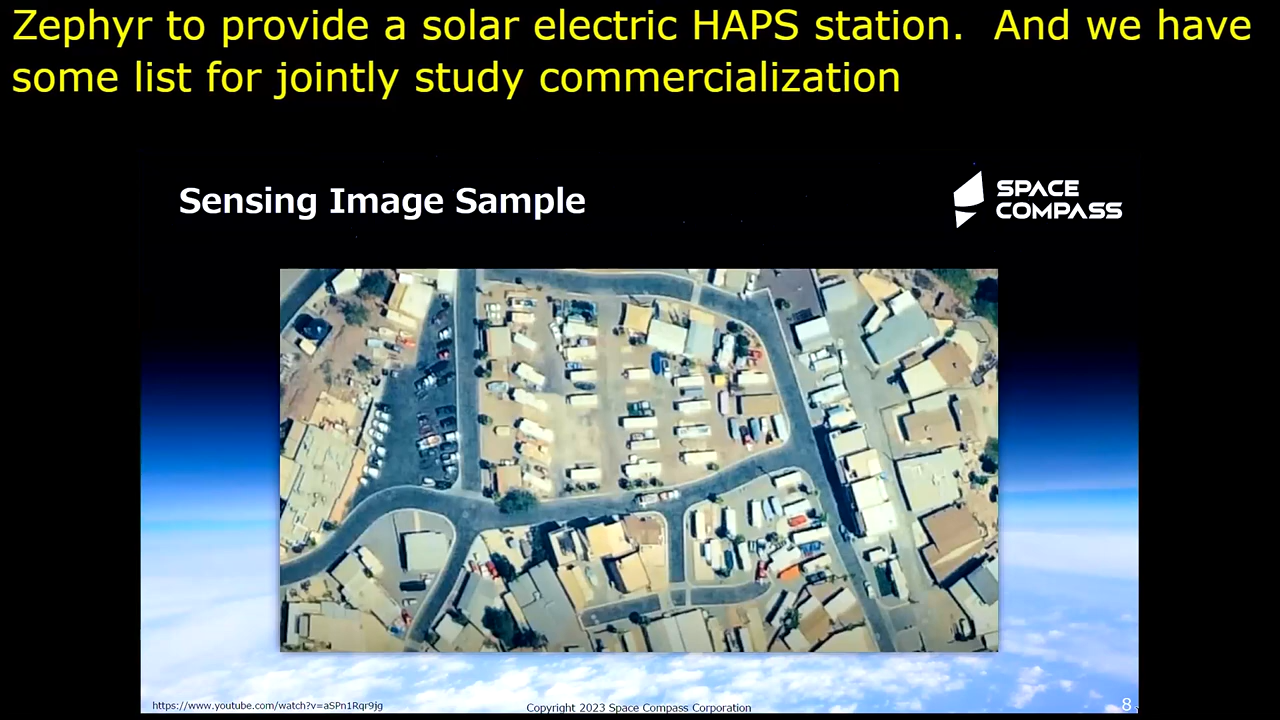 Zephyr to provide a solar electric HAPS station.  And we have
some list for jointly study commercialization
Sensing Image Sample
SPACE
COMPASS
https://www.youtube.com/watch?v=aSPn1Rqr9jg
Copyright 2023 Space Compass Corporation
8